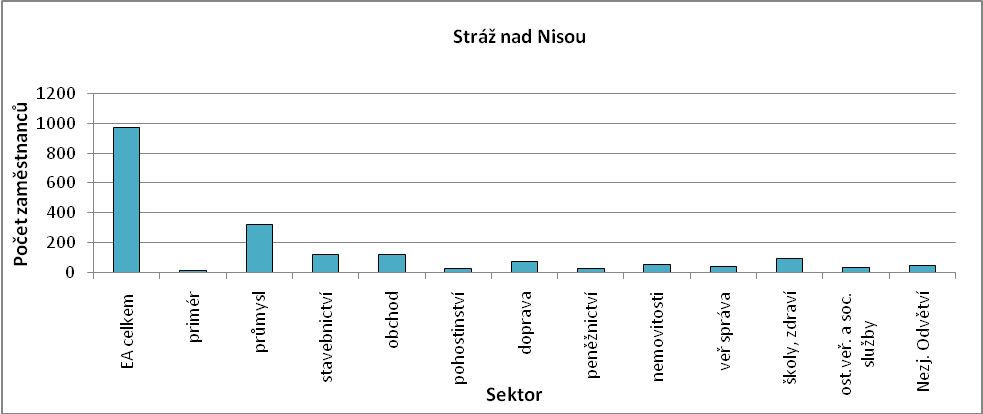 Stráž nad Nisou
Počet zaměstnanců
1200
1000
800
600
400
200
0
EA celkem
primér
průmysl
stavebnictví
obchod
pohostinství
doprava
peněžnictví
nemovitosti
veř správa
školy, zdraví
ost.veř. a soc.
služby
Nezj. Odvětví
Sektor